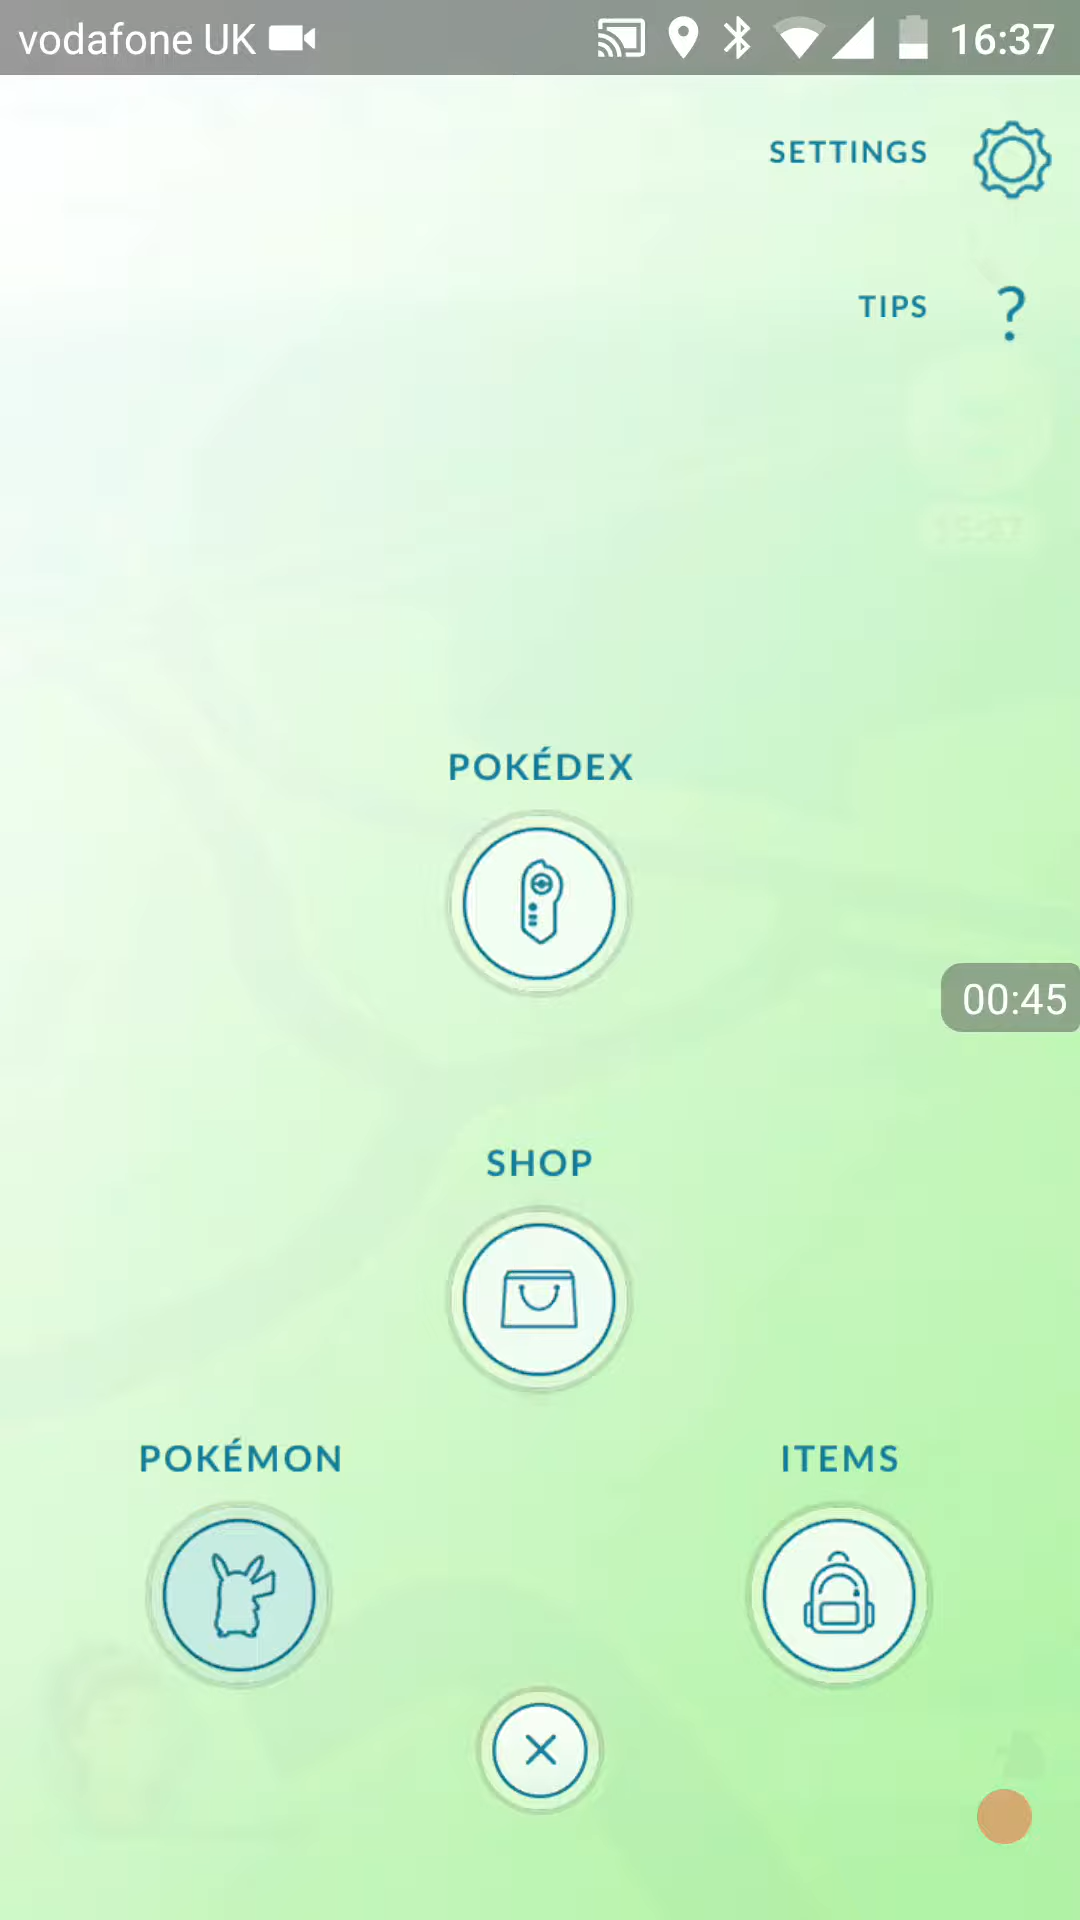 vodafone UK 16:37
SETTINGS
TIPS ?
POKÉDEX
00:45
SHOP
POKÉMON ITEMS